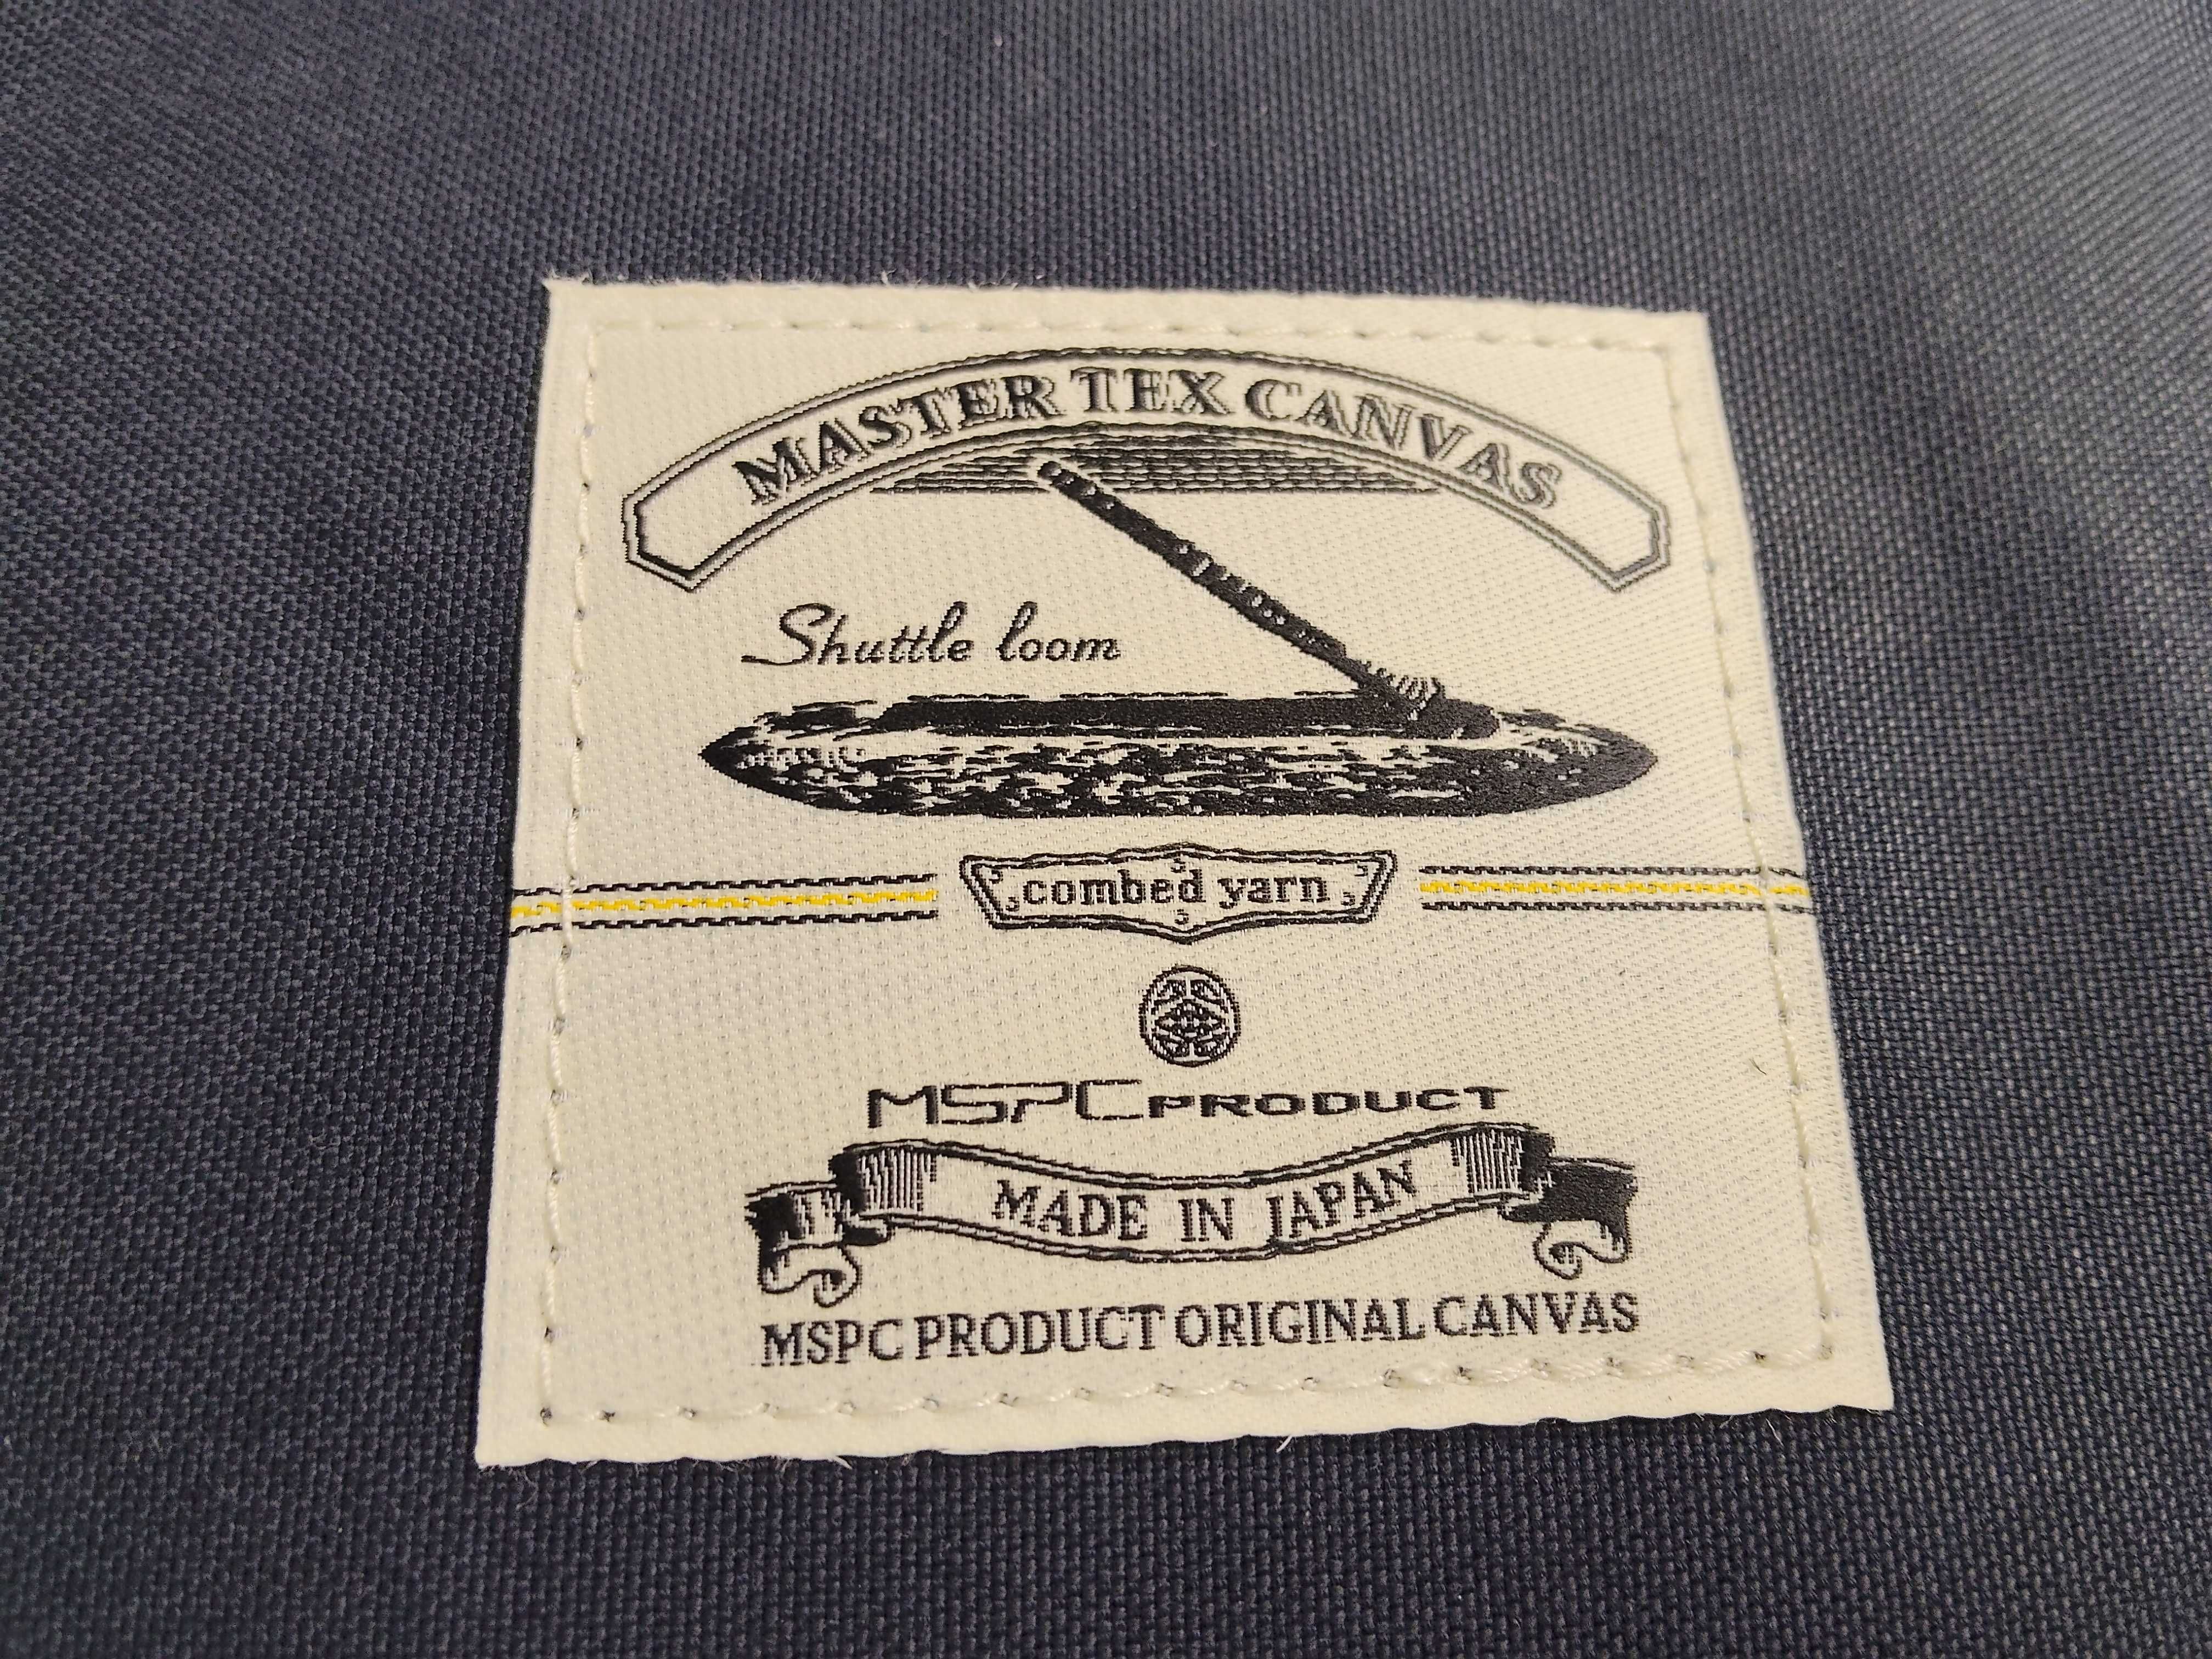 MASTER TEX CANVAS
Shuttle loom
combed yarn
MSPC PRODUCT
MADE IN JAPAN
MSPC PRODUCT ORIGINAL CANVAS